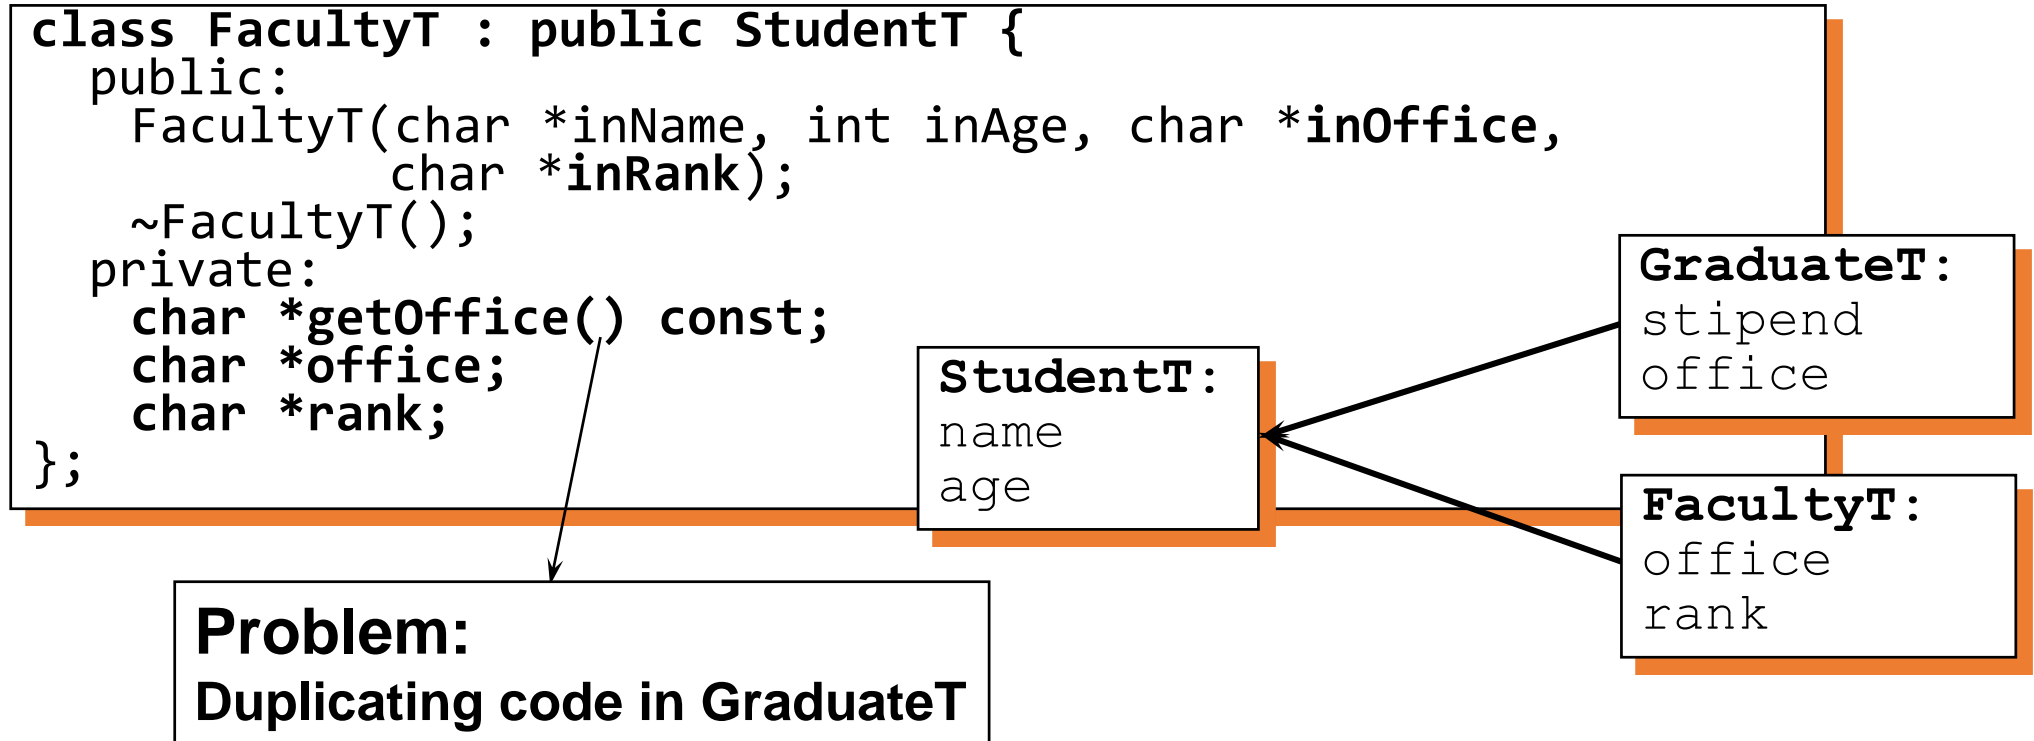 class FacultyT : public StudentT {
public:
FacultyT(char *inName, int inAge, char *inOffice,
char *inRank);
~FacultyT();
private:
char *getOffice() const;
char *office;
char *rank;
};
StudentT:
name
age
GraduateT:
stipend
office
FacultyT:
office
rank
Problem:
Duplicating code in GraduateT